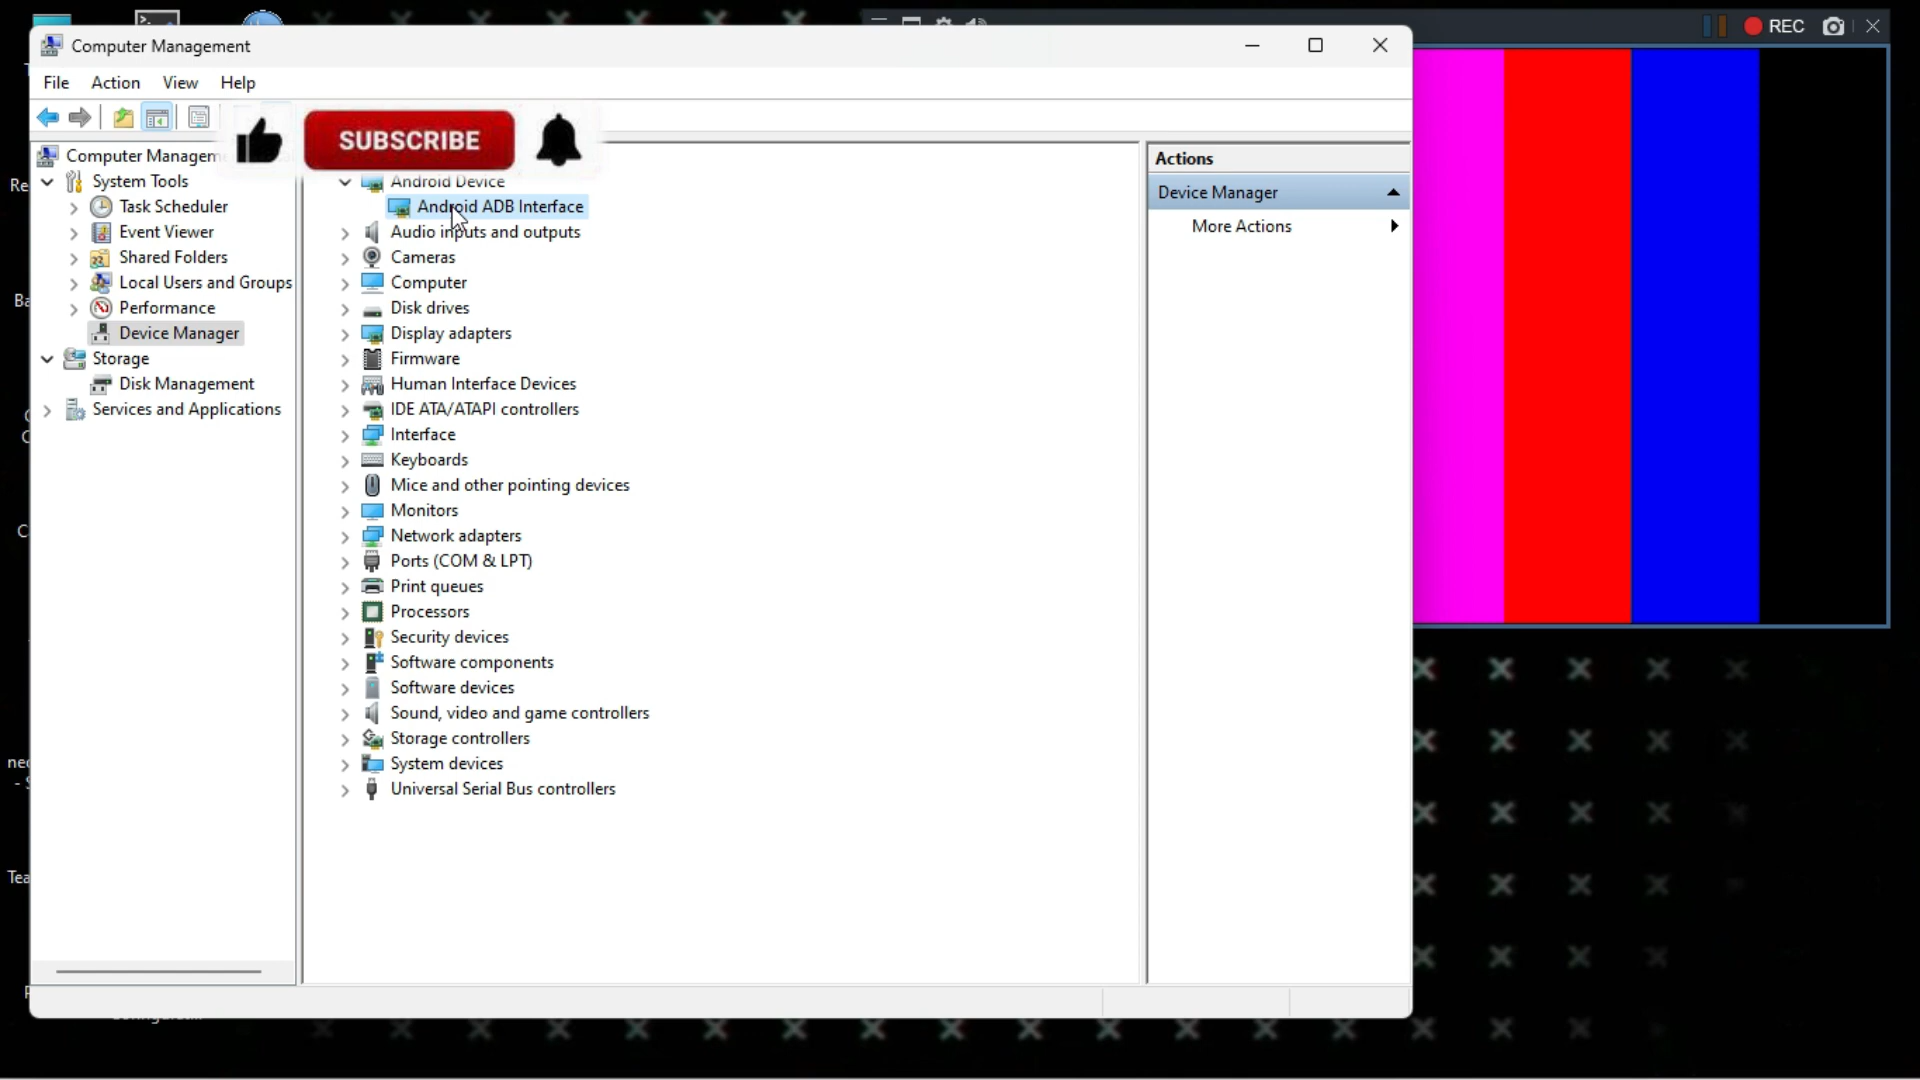 REC
Computer Management
File Action View Help
SUBSCRIBE
Computer Managem
System Tools
Task Scheduler
Event Viewer
Shared Folders
Local Users and Groups
Performance
Device Manager
Storage
Disk Management
Services and Applications
Android Device
Android ADB Interface
Audio inputs and outputs
Cameras
Computer
Disk drives
Display adapters
Firmware
Human Interface Devices
IDE ATA/ATAPI controllers
Interface
Keyboards
Mice and other pointing devices
Monitors
Network adapters
Ports (COM & LPT)
Print queues
Processors
Security devices
Software components
Software devices
Sound, video and game controllers
Storage controllers
System devices
Universal Serial Bus controllers
Actions
Device Manager
More Actions
Re
Ba
Tea